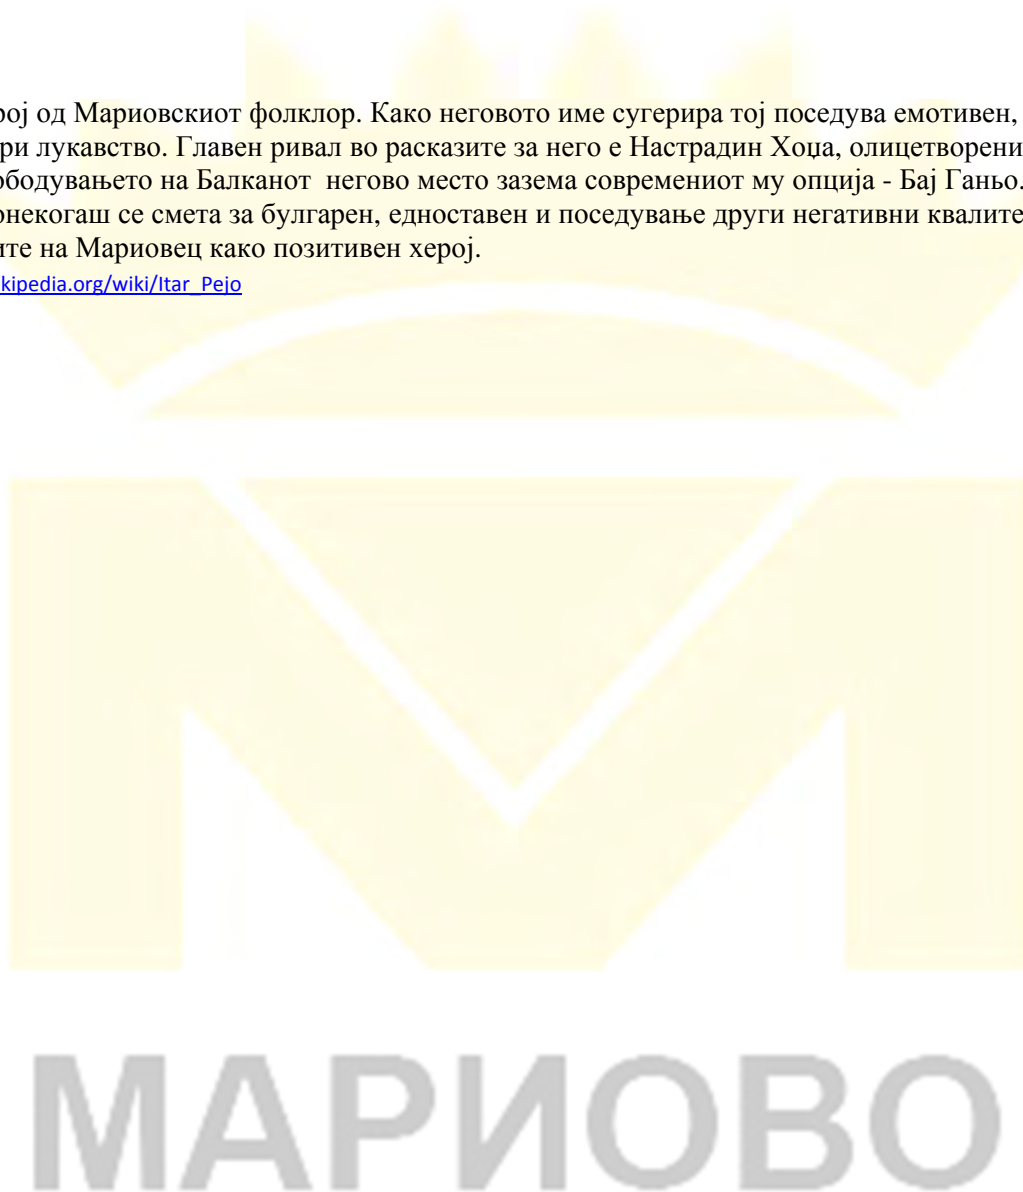 рој од Мариовскиот фолклор. Како неговото име сугерира тој поседува емотивен,
ри лукавство. Главен ривал во расказите за него е Настрадин Хоџа, олицетворени
ободувањето на Балканот негово место зазема современиот му опција - Бај Ганьо.
онекогаш се смета за булгарен, едноставен и поседување други негативни квалите
ите на Мариовец како позитивен херој.
kipedia.org/wiki/Itar_Pejo
МАРИОВО